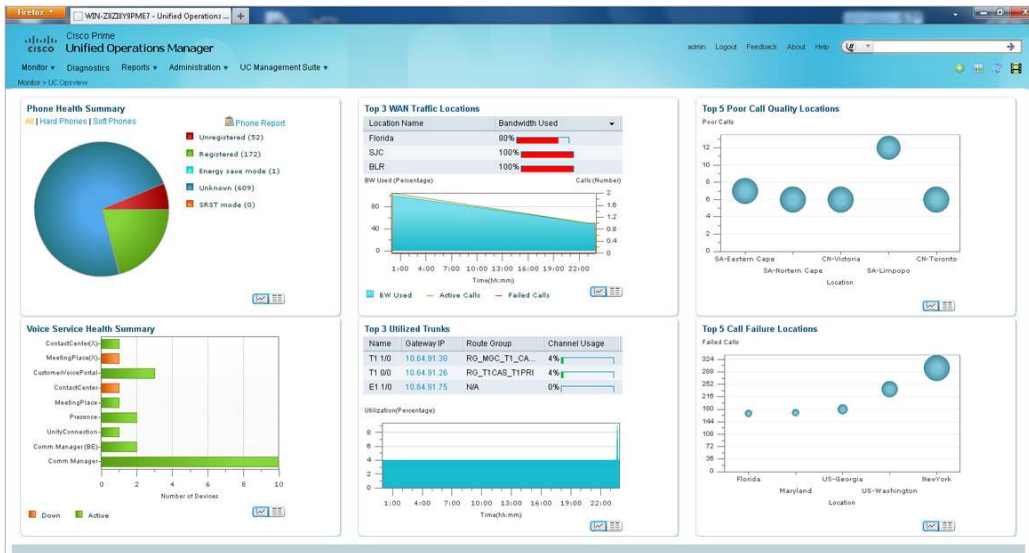 Firefox
WIN-Z8IZII8Y9PME7 - Unified Operations ...
+
cisco
Cisco Prime
Unified Operations Manager
admin Logout Feedback About Help
Monitor Diagnostics Reports Administration UC Management Suite
Monitor > UC Opsview
Phone Health Summary
All | Hard Phones | Soft Phones
Phone Report
Unregistered (52)
Registered (172)
Energy save mode (1)
Unknown (609)
SRST mode (0)
Top 3 WAN Traffic Locations
Location Name Bandwidth Used
Florida 80%
SJC 100%
BLR 100%
BW Used (Percentage) Calls (Number)
80
40
0
2
1.6
1.2
0.8
0.4
0
1:00 4:00 7:00 10:00 13:00 16:00 19:00 22:00
Time(hh:mm)
BW Used Active Calls Failed Calls
Top 5 Poor Call Quality Locations
Poor Calls
12
10
8
6
4
2
0
SA-Eastern Cape CN-Victoria CN-Toronto
SA-Nortern Cape SA-Limpopo
Location
Voice Service Health Summary
ContactCenter(X)
MeetingPlace(X)
CustomerVoicePortal
ContactCenter
MeetingPlace
Presence
UnityConnection
Comm Manager(BE)
Comm Manager
0 2 4 6 8 10
Number of Devices
Down Active
Top 3 Utilized Trunks
Name Gateway IP Route Group Channel Usage
T1 1/0 10.64.91.30 RG_MGC_T1_CA... 4%
T1 0/0 10.64.91.26 RG_T1CAS_T1PRI 4%
E1 1/0 10.64.91.75 N/A 0%
Utilization(Percentage)
8
6
4
2
0
1:00 4:00 7:00 10:00 13:00 16:00 19:00 22:00
Time(hh:mm)
Top 5 Call Failure Locations
Failed Calls
324
288
252
216
180
144
108
72
36
0
Florida US-Georgia NewYork
Maryland US-Washington
Location